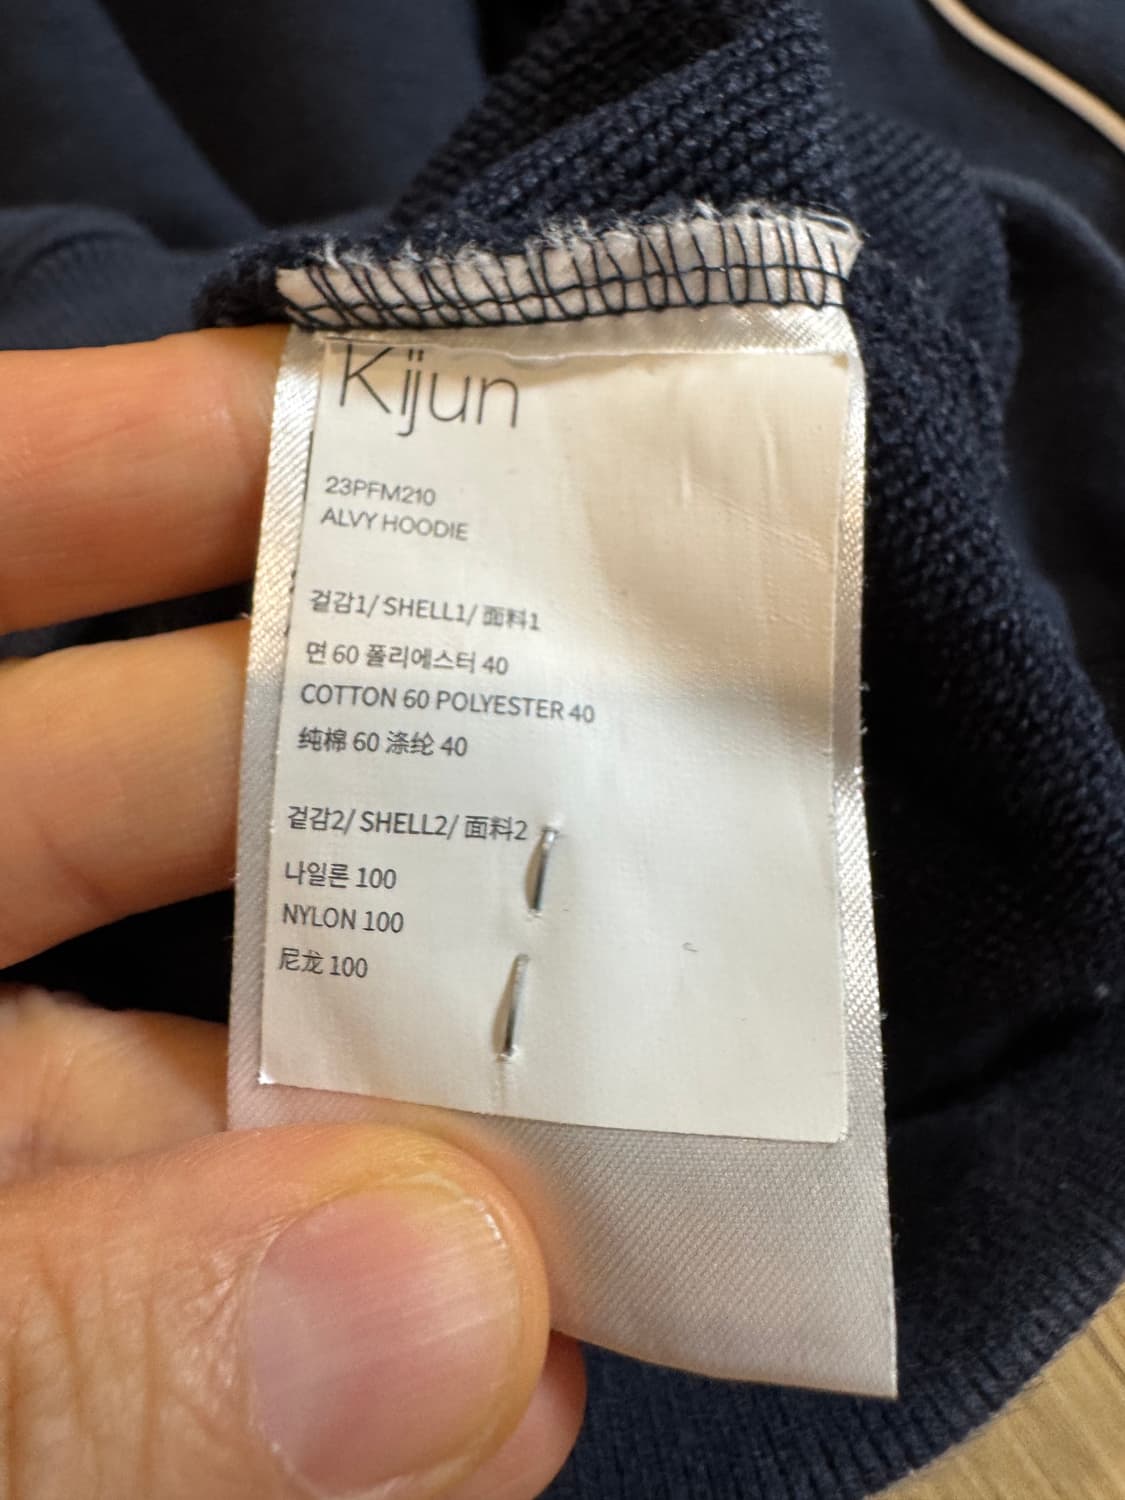 Kijun
23PFM210
ALVY HOODIE
겉감1/ SHELL1/ 面料1
면 60 폴리에스터 40
COTTON 60 POLYESTER 40
纯棉 60 涤纶 40
겉감2/ SHELL2/ 面料2
나일론 100
NYLON 100
尼龙 100